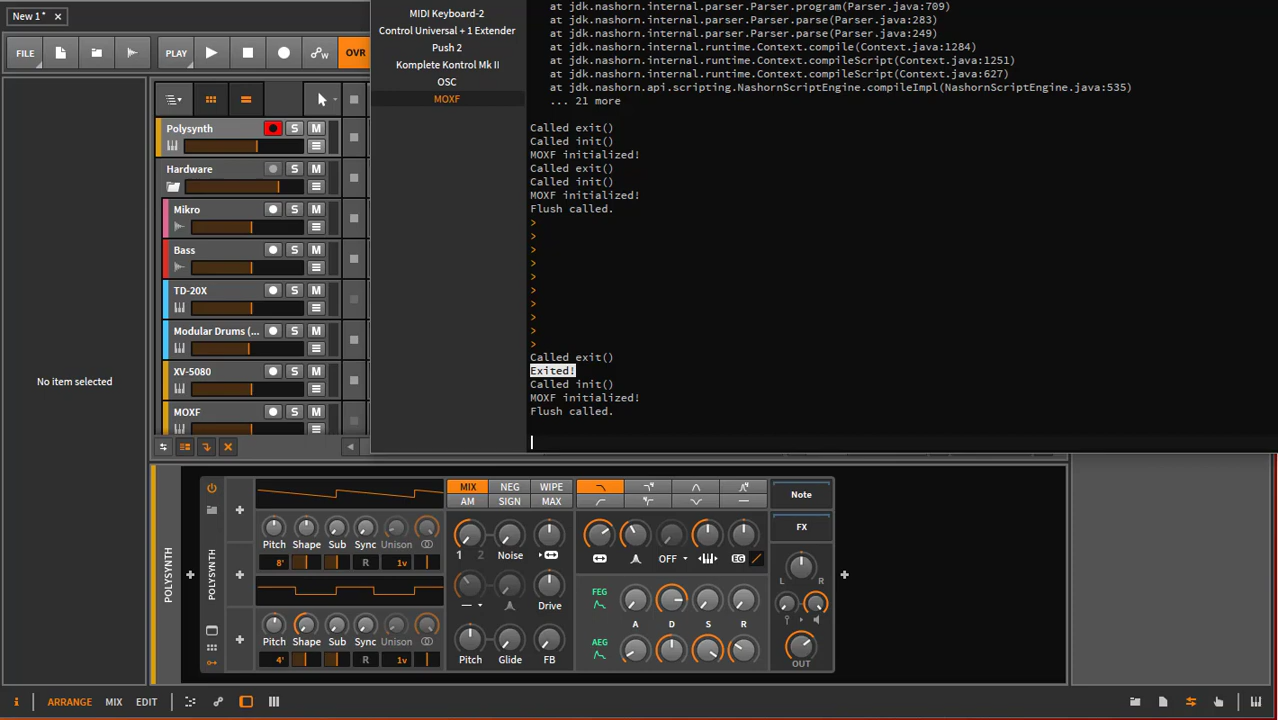 New 1* ×
FILE
PLAY
OVR
MIDI Keyboard-2
Control Universal + 1 Extender
Push 2
Komplete Kontrol Mk II
OSC
MOXF
at jdk.nashorn.internal.parser.Parser.program(Parser.java:709)
at jdk.nashorn.internal.parser.Parser.parse(Parser.java:283)
at jdk.nashorn.internal.parser.Parser.parse(Parser.java:249)
at jdk.nashorn.internal.runtime.Context.compile(Context.java:1284)
at jdk.nashorn.internal.runtime.Context.compileScript(Context.java:1251)
at jdk.nashorn.internal.runtime.Context.compileScript(Context.java:627)
at jdk.nashorn.api.scripting.NashornScriptEngine.compileImpl(NashornScriptEngine.java:535)
... 21 more
Called exit()
Called init()
MOXF initialized!
Called exit()
Called init()
MOXF initialized!
Flush called.
>
>
>
>
>
>
>
>
>
>
Called exit()
Exited!
Called init()
MOXF initialized!
Flush called.
Polysynth S M
Hardware S M
Mikro S M
Bass S M
TD-20X S M
Modular Drums (... S M
XV-5080 S M
MOXF S M
No item selected
POLYSYNTH
POLYSYNTH
Pitch Shape Sub Sync Unison
8' R 1v
Pitch Shape Sub Sync Unison
4' R 1v
MIX NEG WIPE
AM SIGN MAX
1 2 Noise
Drive
Pitch Glide FB
OFF EG
FEG
A D S R
AEG
Note
FX
L R
OUT
i ARRANGE MIX EDIT